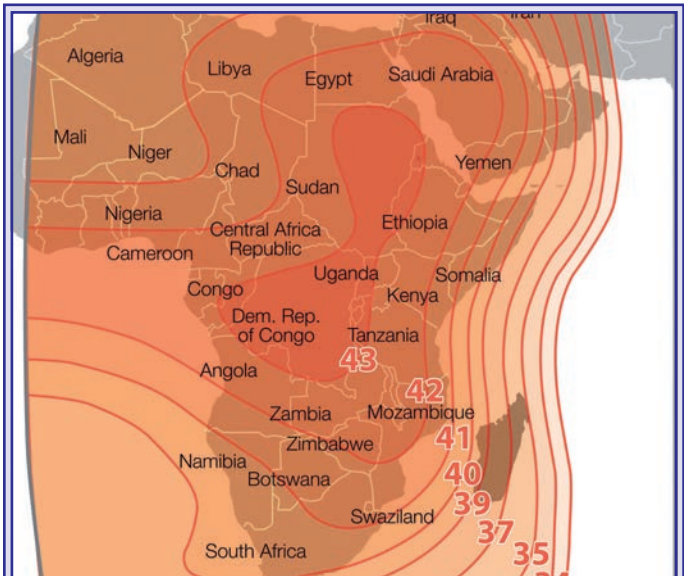 Iraq
Iran
Algeria
Libya
Egypt
Saudi Arabia
Mali
Niger
Chad
Yemen
Sudan
Nigeria
Ethiopia
Central Africa
Republic
Cameroon
Uganda
Somalia
Congo
Kenya
Dem. Rep.
of Congo
Tanzania
43
Angola
42
Zambia
Mozambique
41
Zimbabwe
Namibia
40
Botswana
39
Swaziland
37
South Africa
35